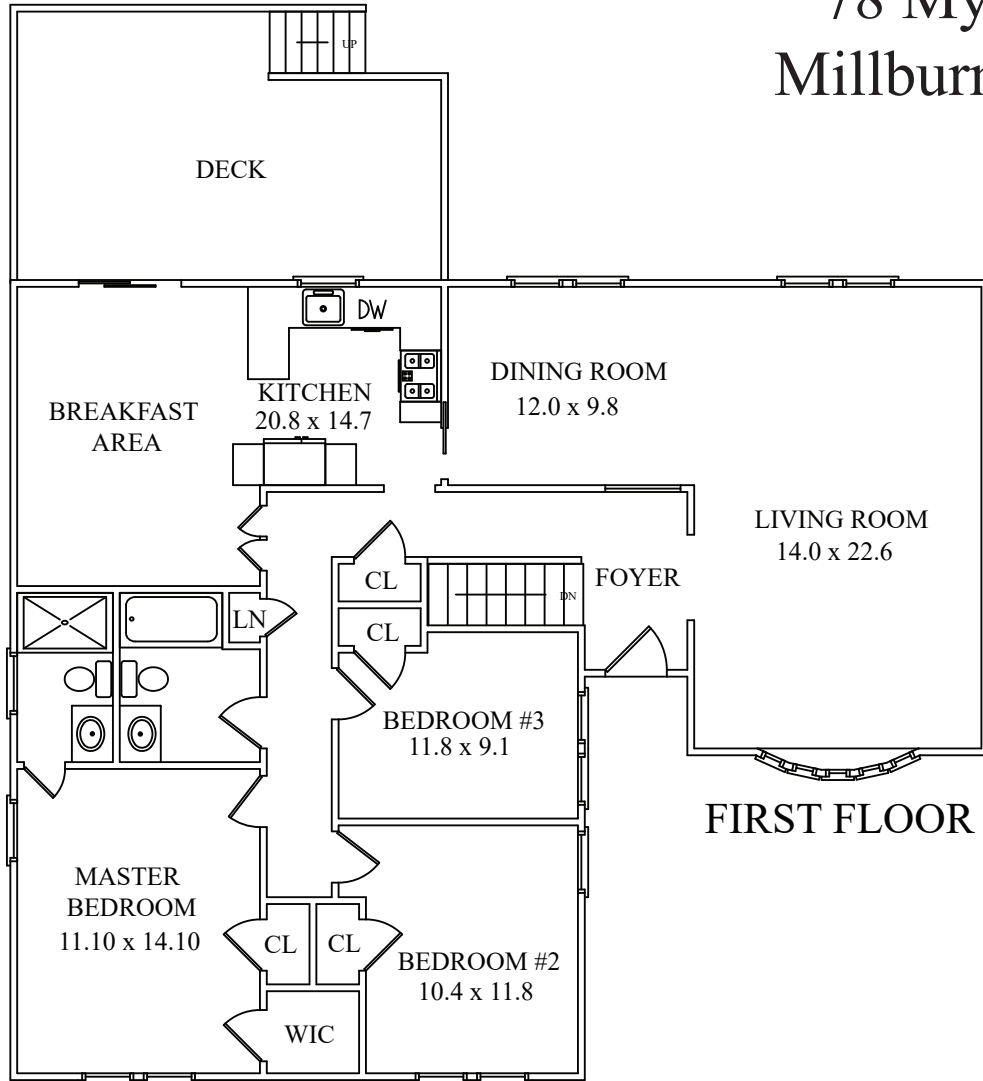 78 My
Millburn
UP
DECK
DW
KITCHEN
20.8 x 14.7
BREAKFAST
AREA
DINING ROOM
12.0 x 9.8
LIVING ROOM
14.0 x 22.6
CL
FOYER
DN
LN
CL
BEDROOM #3
11.8 x 9.1
FIRST FLOOR
MASTER
BEDROOM
11.10 x 14.10
CL
CL
BEDROOM #2
10.4 x 11.8
WIC